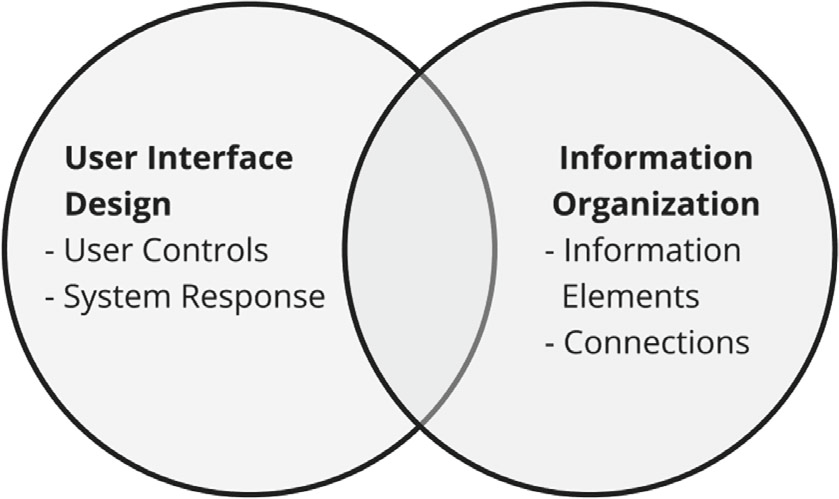 User Interface
Design
- User Controls
- System Response
Information
Organization
- Information
Elements
- Connections